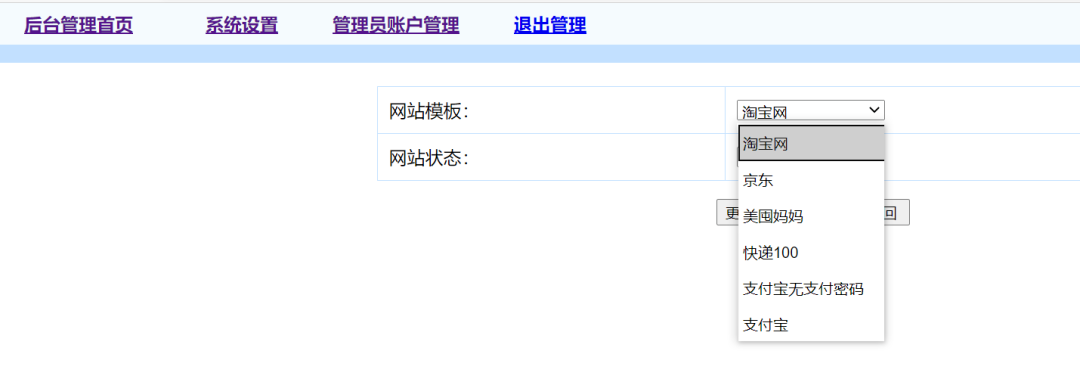 后台管理首页 系统设置 管理员账户管理 退出管理
网站模板： 淘宝网
淘宝网
网站状态：
京东
更 回
美囤妈妈
快递100
支付宝无支付密码
支付宝